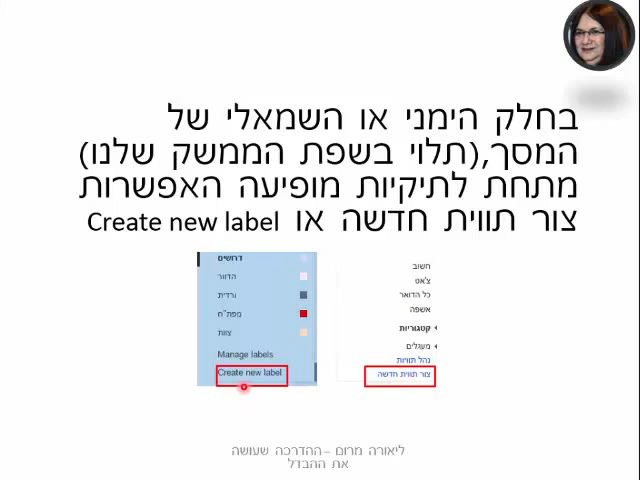 בחלק הימני או השמאלי של
המסך,(תלוי בשפת הממשק שלנו)
מתחת לתיקיות מופיעה האפשרות
צור תווית חדשה או Create new label
חשוב
צ'אט
כל הדואר
אשפה
קטגוריות
מעגלים
נהל תוויות
צור תווית חדשה
דרושים
הדוור
ורדית
מפת"ח
צוות
Manage labels
Create new label
ליאורה מרום – ההדרכה שעושה
את ההבדל